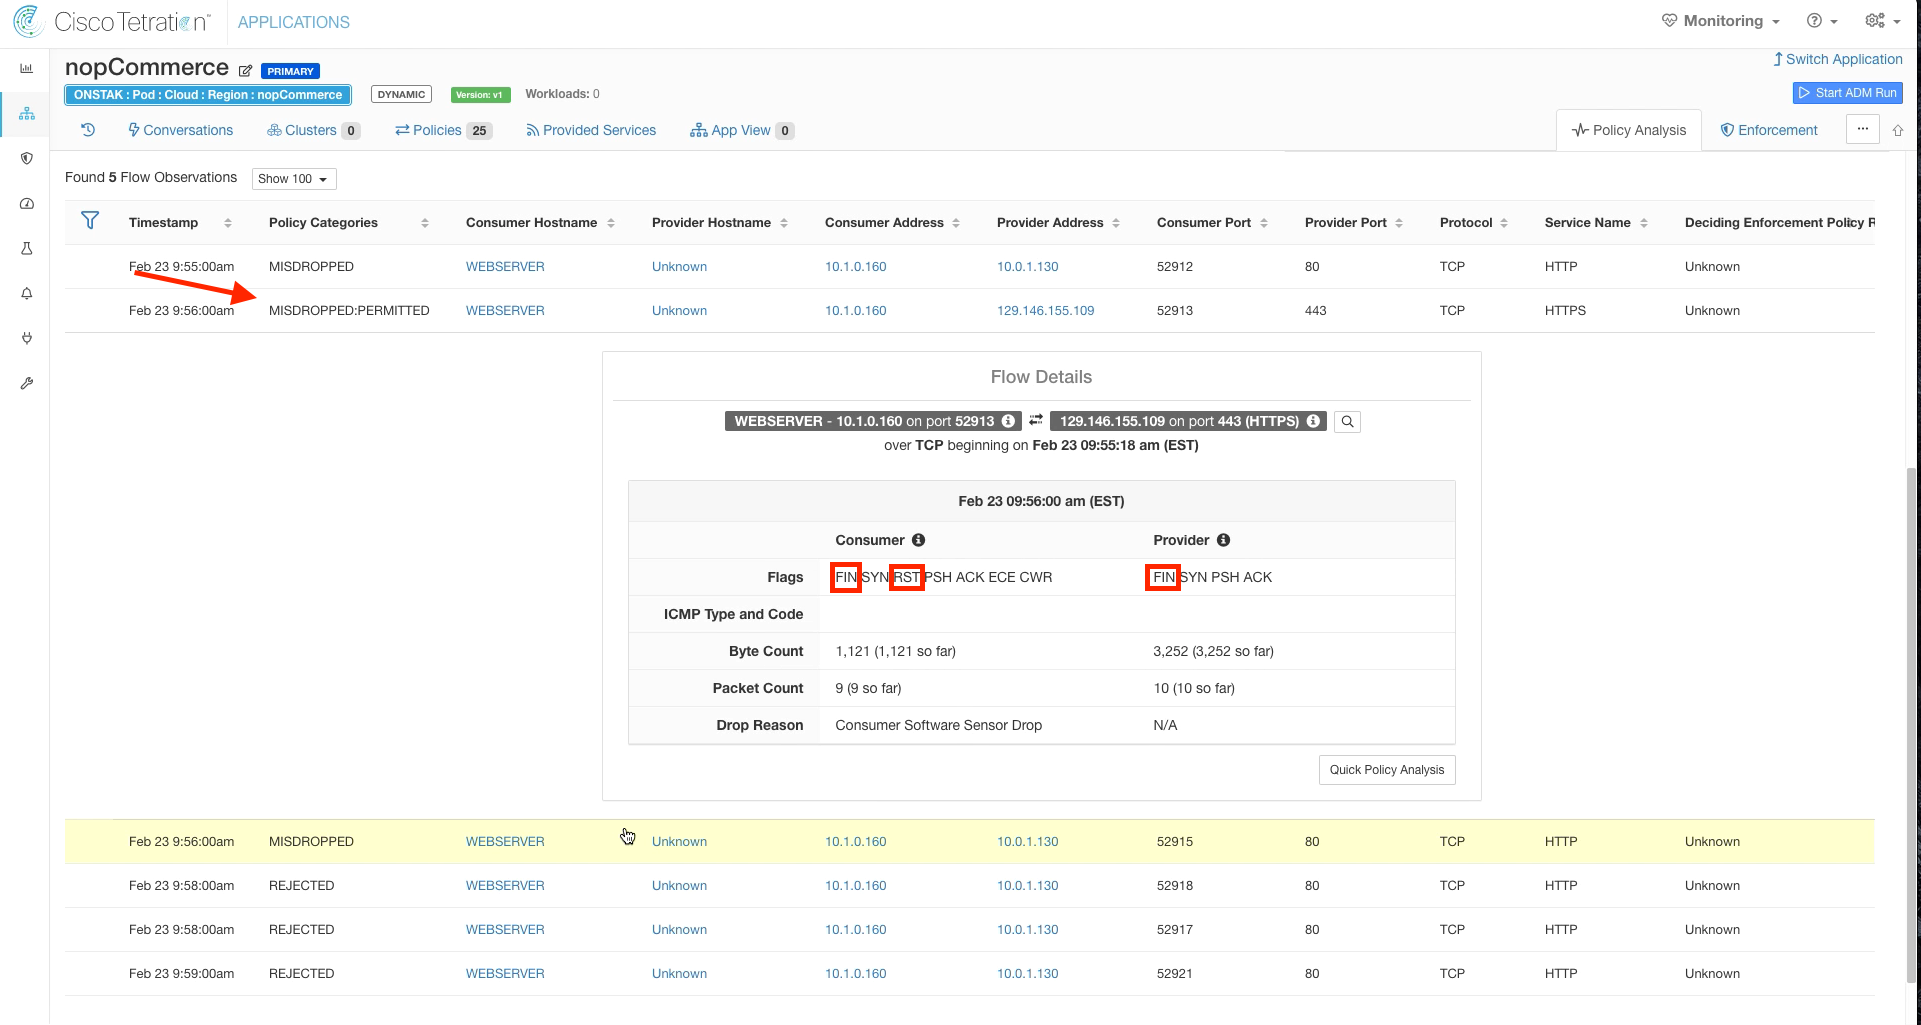 Cisco Tetration™ APPLICATIONS Monitoring
nopCommerce PRIMARY Switch Application
ONSTAK : Pod : Cloud : Region : nopCommerce DYNAMIC Version: v1 Workloads: 0 Start ADM Run
Conversations Clusters 0 Policies 25 Provided Services App View 0 Policy Analysis Enforcement ...
Found 5 Flow Observations Show 100
Timestamp Policy Categories Consumer Hostname Provider Hostname Consumer Address Provider Address Consumer Port Provider Port Protocol Service Name Deciding Enforcement Policy R
Feb 23 9:55:00am MISDROPPED WEBSERVER Unknown 10.1.0.160 10.0.1.130 52912 80 TCP HTTP Unknown
Feb 23 9:56:00am MISDROPPED:PERMITTED WEBSERVER Unknown 10.1.0.160 129.146.155.109 52913 443 TCP HTTPS Unknown
Flow Details
WEBSERVER - 10.1.0.160 on port 52913 129.146.155.109 on port 443 (HTTPS)
over TCP beginning on Feb 23 09:55:18 am (EST)
Feb 23 09:56:00 am (EST)
Consumer Provider
Flags FIN SYN RST PSH ACK ECE CWR FIN SYN PSH ACK
ICMP Type and Code
Byte Count 1,121 (1,121 so far) 3,252 (3,252 so far)
Packet Count 9 (9 so far) 10 (10 so far)
Drop Reason Consumer Software Sensor Drop N/A
Quick Policy Analysis
Feb 23 9:56:00am MISDROPPED WEBSERVER Unknown 10.1.0.160 10.0.1.130 52915 80 TCP HTTP Unknown
Feb 23 9:58:00am REJECTED WEBSERVER Unknown 10.1.0.160 10.0.1.130 52918 80 TCP HTTP Unknown
Feb 23 9:58:00am REJECTED WEBSERVER Unknown 10.1.0.160 10.0.1.130 52917 80 TCP HTTP Unknown
Feb 23 9:59:00am REJECTED WEBSERVER Unknown 10.1.0.160 10.0.1.130 52921 80 TCP HTTP Unknown